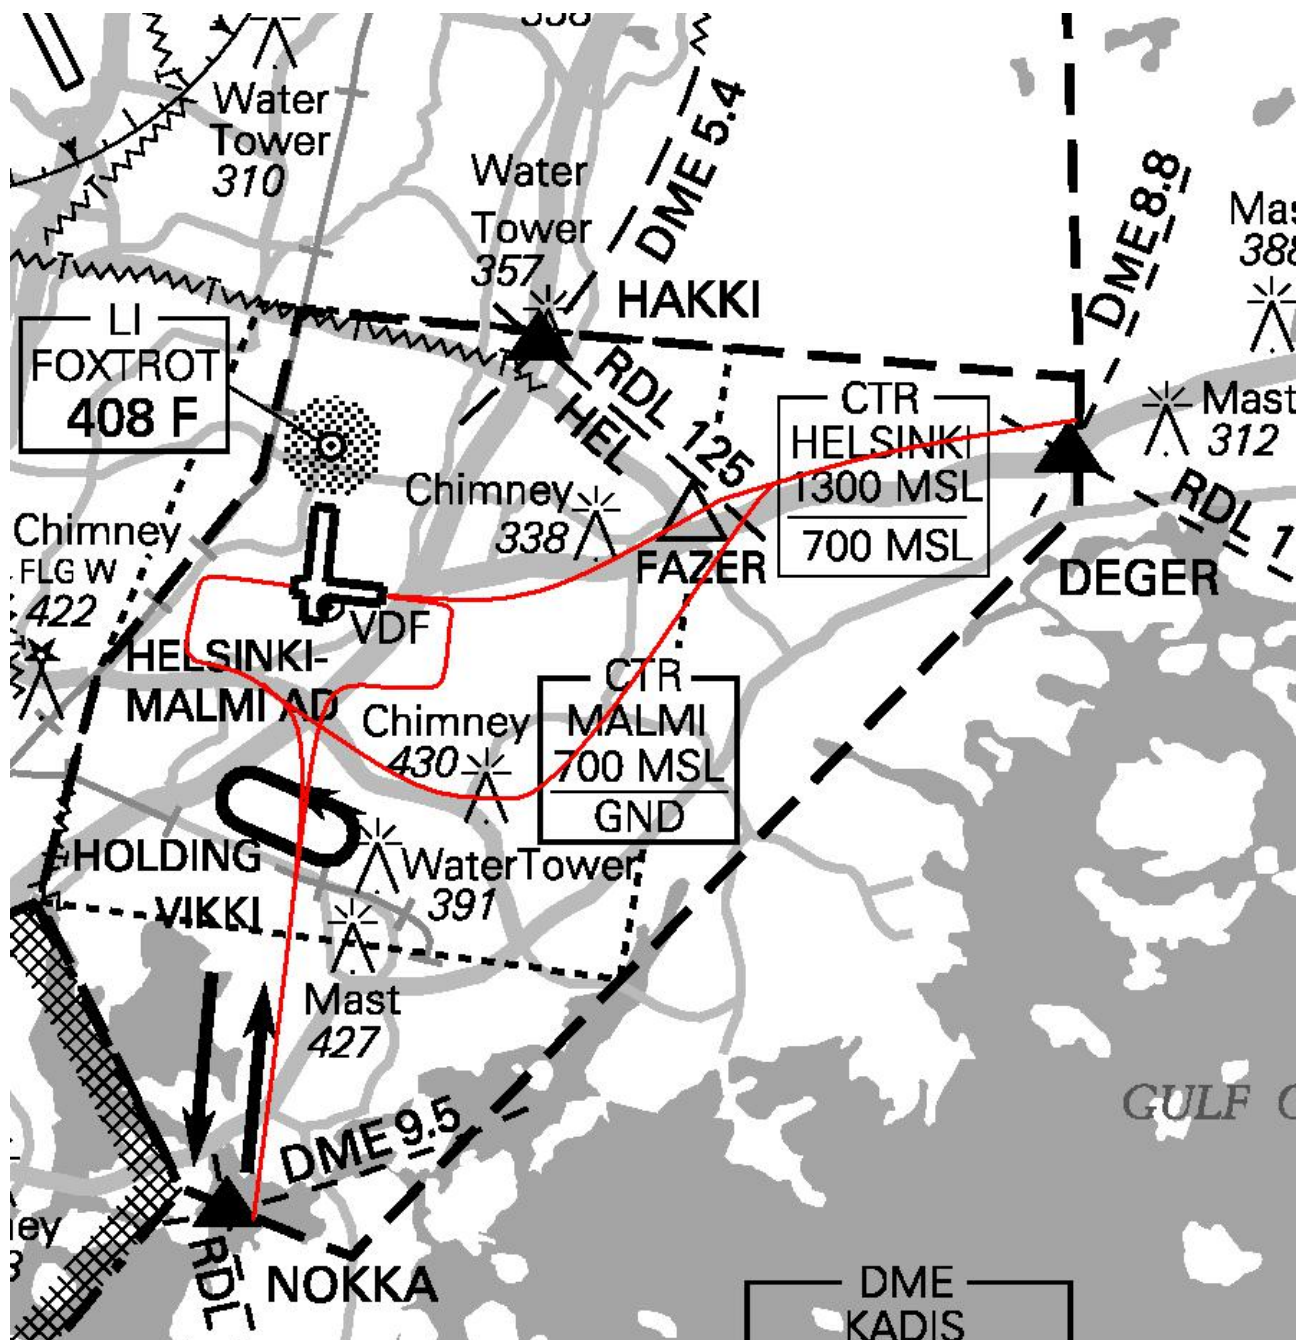 Water
Tower
310
Water
Tower
357
DME 5.4
HAKKI
DME 8.8
LI
FOXTROT
408 F
RDL 125
HEL
CTR
HELSINKI
1300 MSL
700 MSL
Mast
312
RDL 1
DEGER
Chimney
338
FAZER
Chimney
FLG W
422
VDF
HELSINKI-
MALMI AD
Chimney
430
CTR
MALMI
700 MSL
GND
HOLDING
VIKKI
WaterTower
391
Mast
427
DME 9.5
GULF
RDL
NOKKA
DME
KADIS